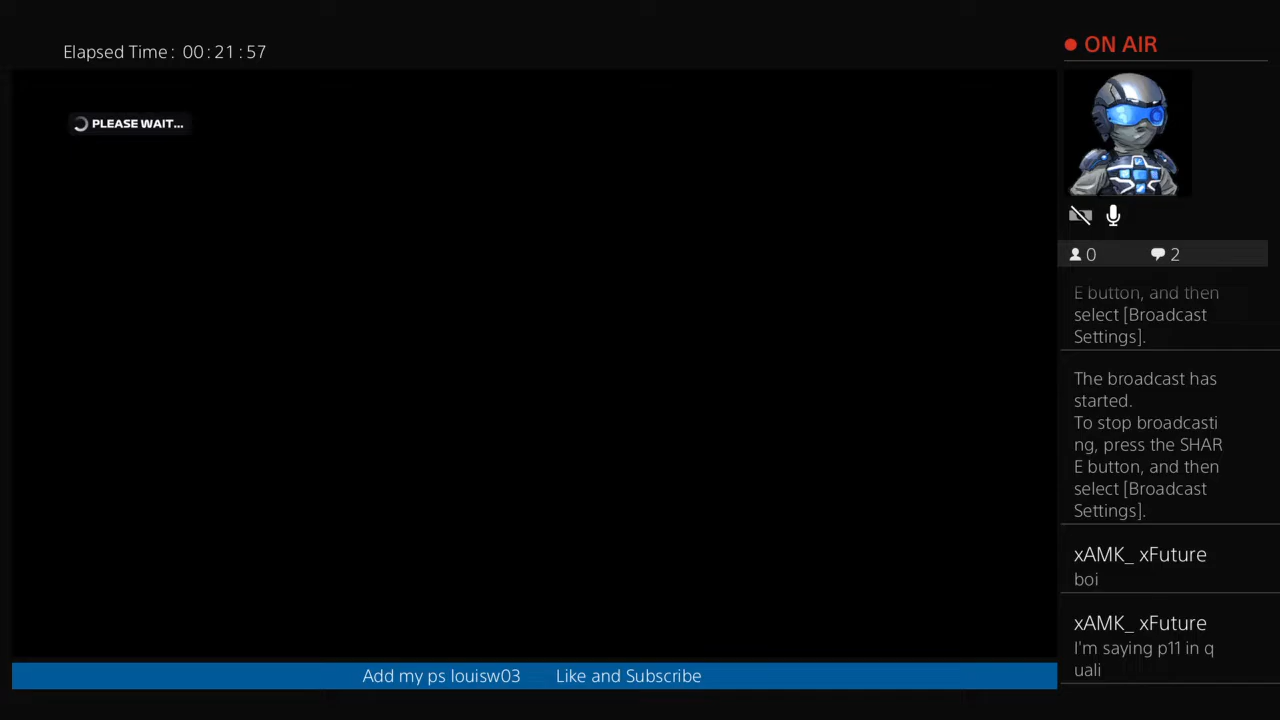 Elapsed Time: 00:21:57
ON AIR
PLEASE WAIT...
0 2
E button, and then
select [Broadcast
Settings].
The broadcast has
started.
To stop broadcasti
ng, press the SHAR
E button, and then
select [Broadcast
Settings].
xAMK_ xFuture
boi
xAMK_ xFuture
I'm saying p11 in q
uali
Add my ps louisw03 Like and Subscribe